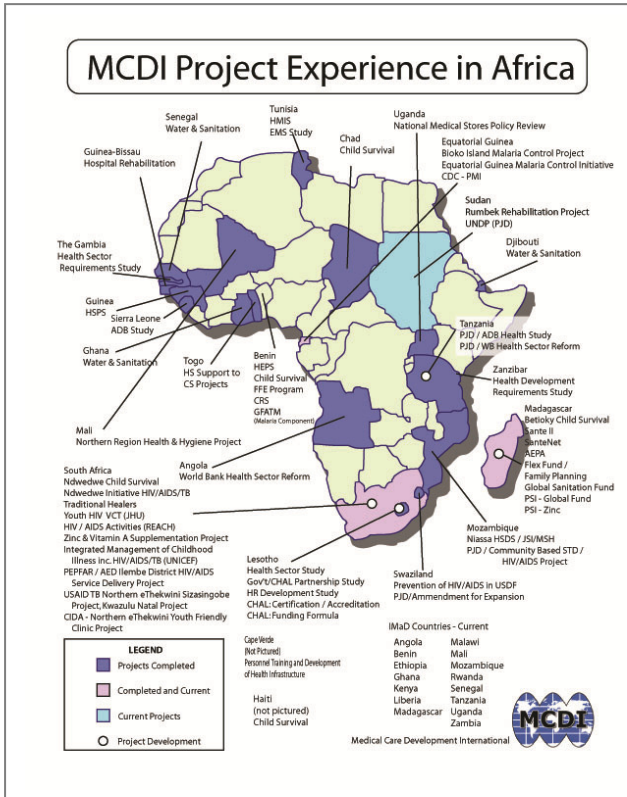 MCDI Project Experience in Africa
Senegal
Water & Sanitation
Tunisia
HMIS
EMS Study
Uganda
National Medical Stores Policy Review
Guinea-Bissau
Hospital Rehabilitation
Chad
Child Survival
Equatorial Guinea
Bioko Island Malaria Control Project
Equatorial Guinea Malaria Control Initiative
CDC - PMI
Sudan
Rumbek Rehabilitation Project
UNDP (PJD)
The Gambia
Health Sector
Requirements Study
Djibouti
Water & Sanitation
Guinea
HSPS
Sierra Leone
ADB Study
Ghana
Water & Sanitation
Togo
HS Support to
CS Projects
Benin
HEPS
Child Survival
FFE Program
CRS
GFATM
(Malaria Component)
Tanzania
PJD / ADB Health Study
PJD / WB Health Sector Reform
Zanzibar
Health Development
Requirements Study
Mali
Northern Region Health & Hygiene Project
Angola
World Bank Health Sector Reform
Madagascar
Betioky Child Survival
Sante II
SanteNet
AEPA
Flex Fund /
Family Planning
Global Sanitation Fund
PSI - Global Fund
PSI - Zinc
South Africa
Ndwedwe Child Survival
Ndwedwe Initiative HIV/AIDS/TB
Traditional Healers
Youth HIV VCT (JHU)
HIV / AIDS Activities (REACH)
Zinc & Vitamin A Supplementation Project
Integrated Management of Childhood
Illness inc. HIV/AIDS/TB (UNICEF)
PEPFAR / AED Ilembe District HIV/AIDS
Service Delivery Project
USAID TB Northern eThekwini Sizasingobe
Project, Kwazulu Natal Project
CIDA - Northern eThekwini Youth Friendly
Clinic Project
Lesotho
Health Sector Study
Gov't/CHAL Partnership Study
HR Development Study
CHAL: Certification / Accreditation
CHAL: Funding Formula
Mozambique
Niassa HSDS / JSI/MSH
PJD / Community Based STD /
HIV/AIDS Project
Swaziland
Prevention of HIV/AIDS in USDF
PJD/Ammendment for Expansion
Cape Verde
(Not Pictured)
Personnel Training and Development
of Health Infrastructure
Haiti
(not pictured)
Child Survival
IMaD Countries - Current
Angola Malawi
Benin Mali
Ethiopia Mozambique
Ghana Rwanda
Kenya Senegal
Liberia Tanzania
Madagascar Uganda
Zambia
LEGEND
Projects Completed
Completed and Current
Current Projects
Project Development
MCDI
Medical Care Development International